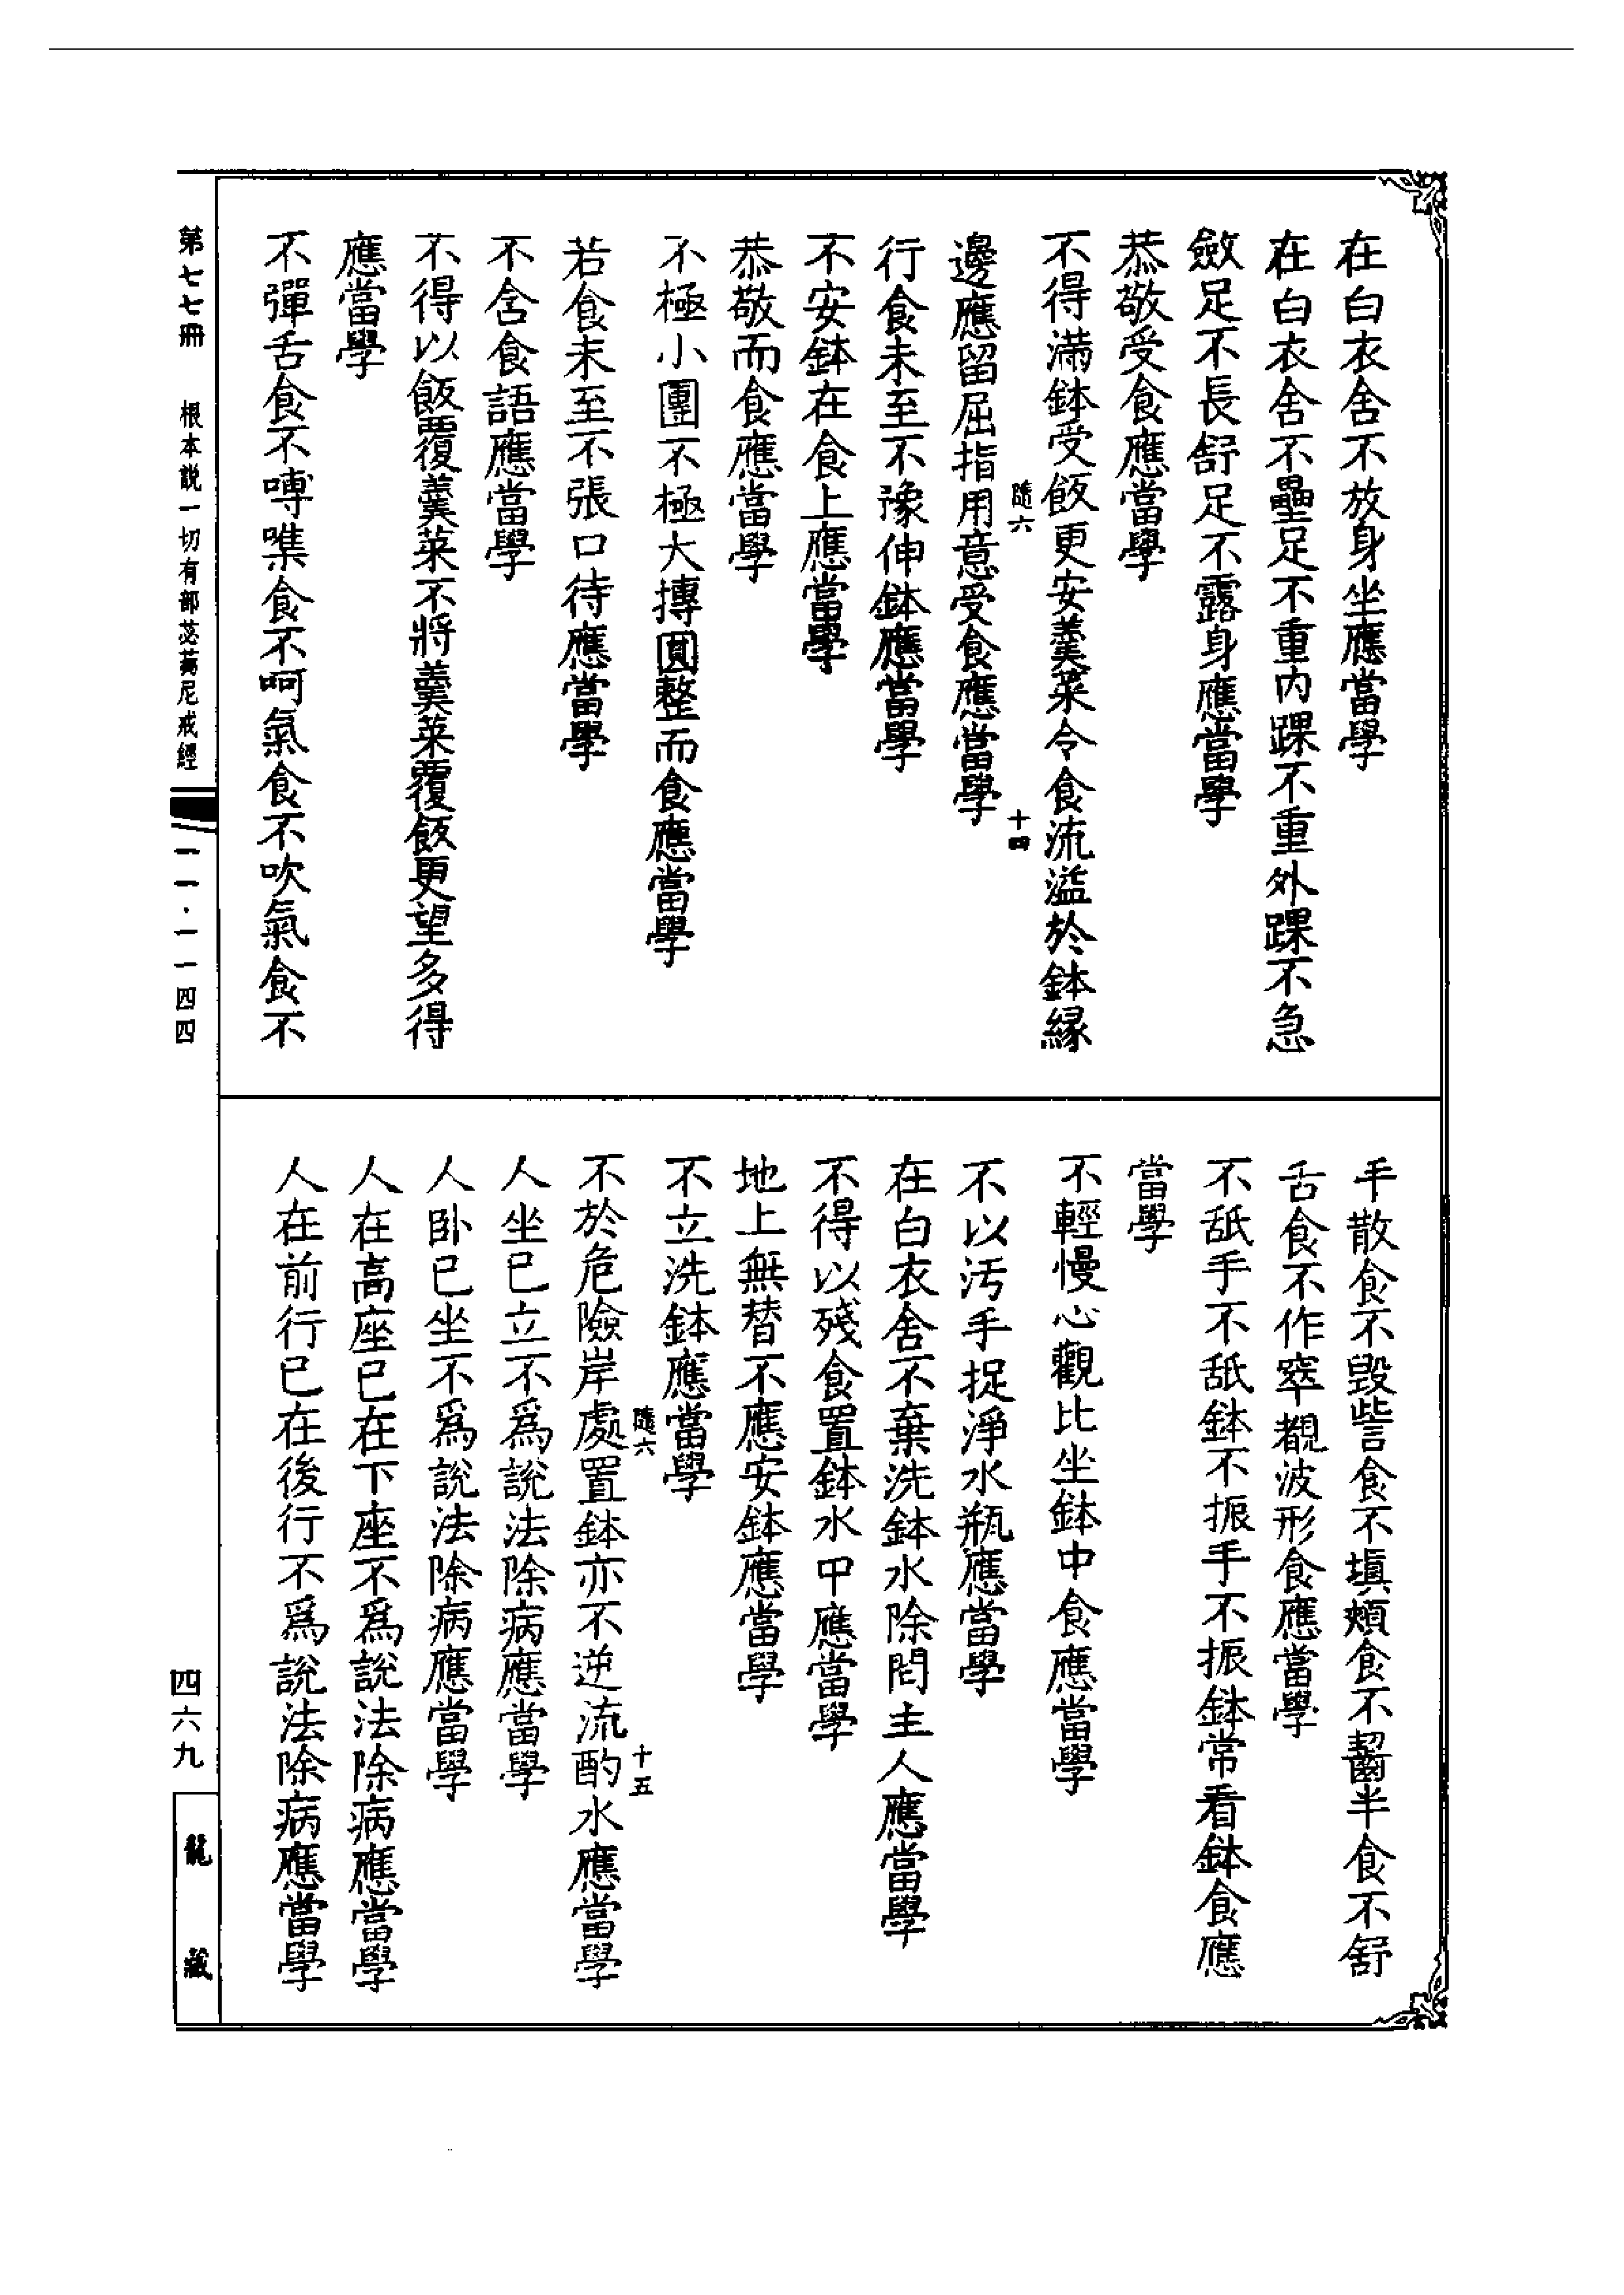 在白衣舍不放身坐應當學
在白衣舍不壘足不重內踝不重外踝不急
斂足不長舒足不露身應當學
恭敬受食應當學
不得滿鉢受飯更安羹菜令食流溢於鉢緣
隨六 十四
邊應留屈指用意受食應當學
行食未至不豫伸鉢應當學
不安鉢在食上應當學
恭敬而食應當學
不極小團不極大摶圓整而食應當學
若食未至不張口待應當學
不含食語應當學
不得以飯覆羹菜不將羹菜覆飯更望多得
應當學
不彈舌食不㗘噍食不呵氣食不吹氣食不
手散食不毀訾食不塡頰食不齧半食不舒
舌食不作窣覩波形食應當學
不舐手不舐鉢不振手不振鉢常看鉢食應
當學
不輕慢心觀比坐鉢中食應當學
不以汚手捉淨水瓶應當學
在白衣舍不棄洗鉢水除問主人應當學
不得以殘食置鉢水中應當學
地上無替不應安鉢應當學
不立洗鉢應當學
隨六 十五
不於危險岸處置鉢亦不逆流酌水應當學
人坐已立不爲說法除病應當學
人臥已坐不爲說法除病應當學
人在高座已在下座不爲說法除病應當學
人在前行已在後行不爲說法除病應當學
第七七冊 根本說一切有部苾芻尼戒經 一一·一一四四
四六九
龍藏